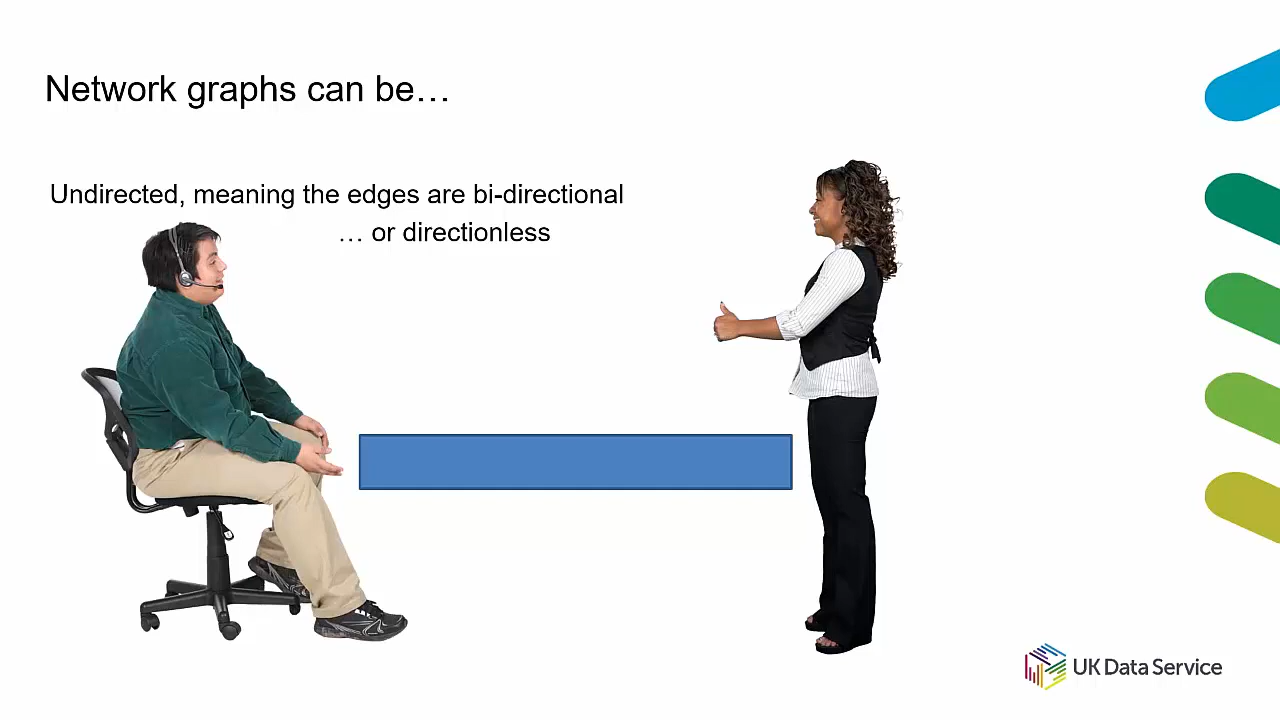 Network graphs can be…
Undirected, meaning the edges are bi-directional
… or directionless
UK Data Service